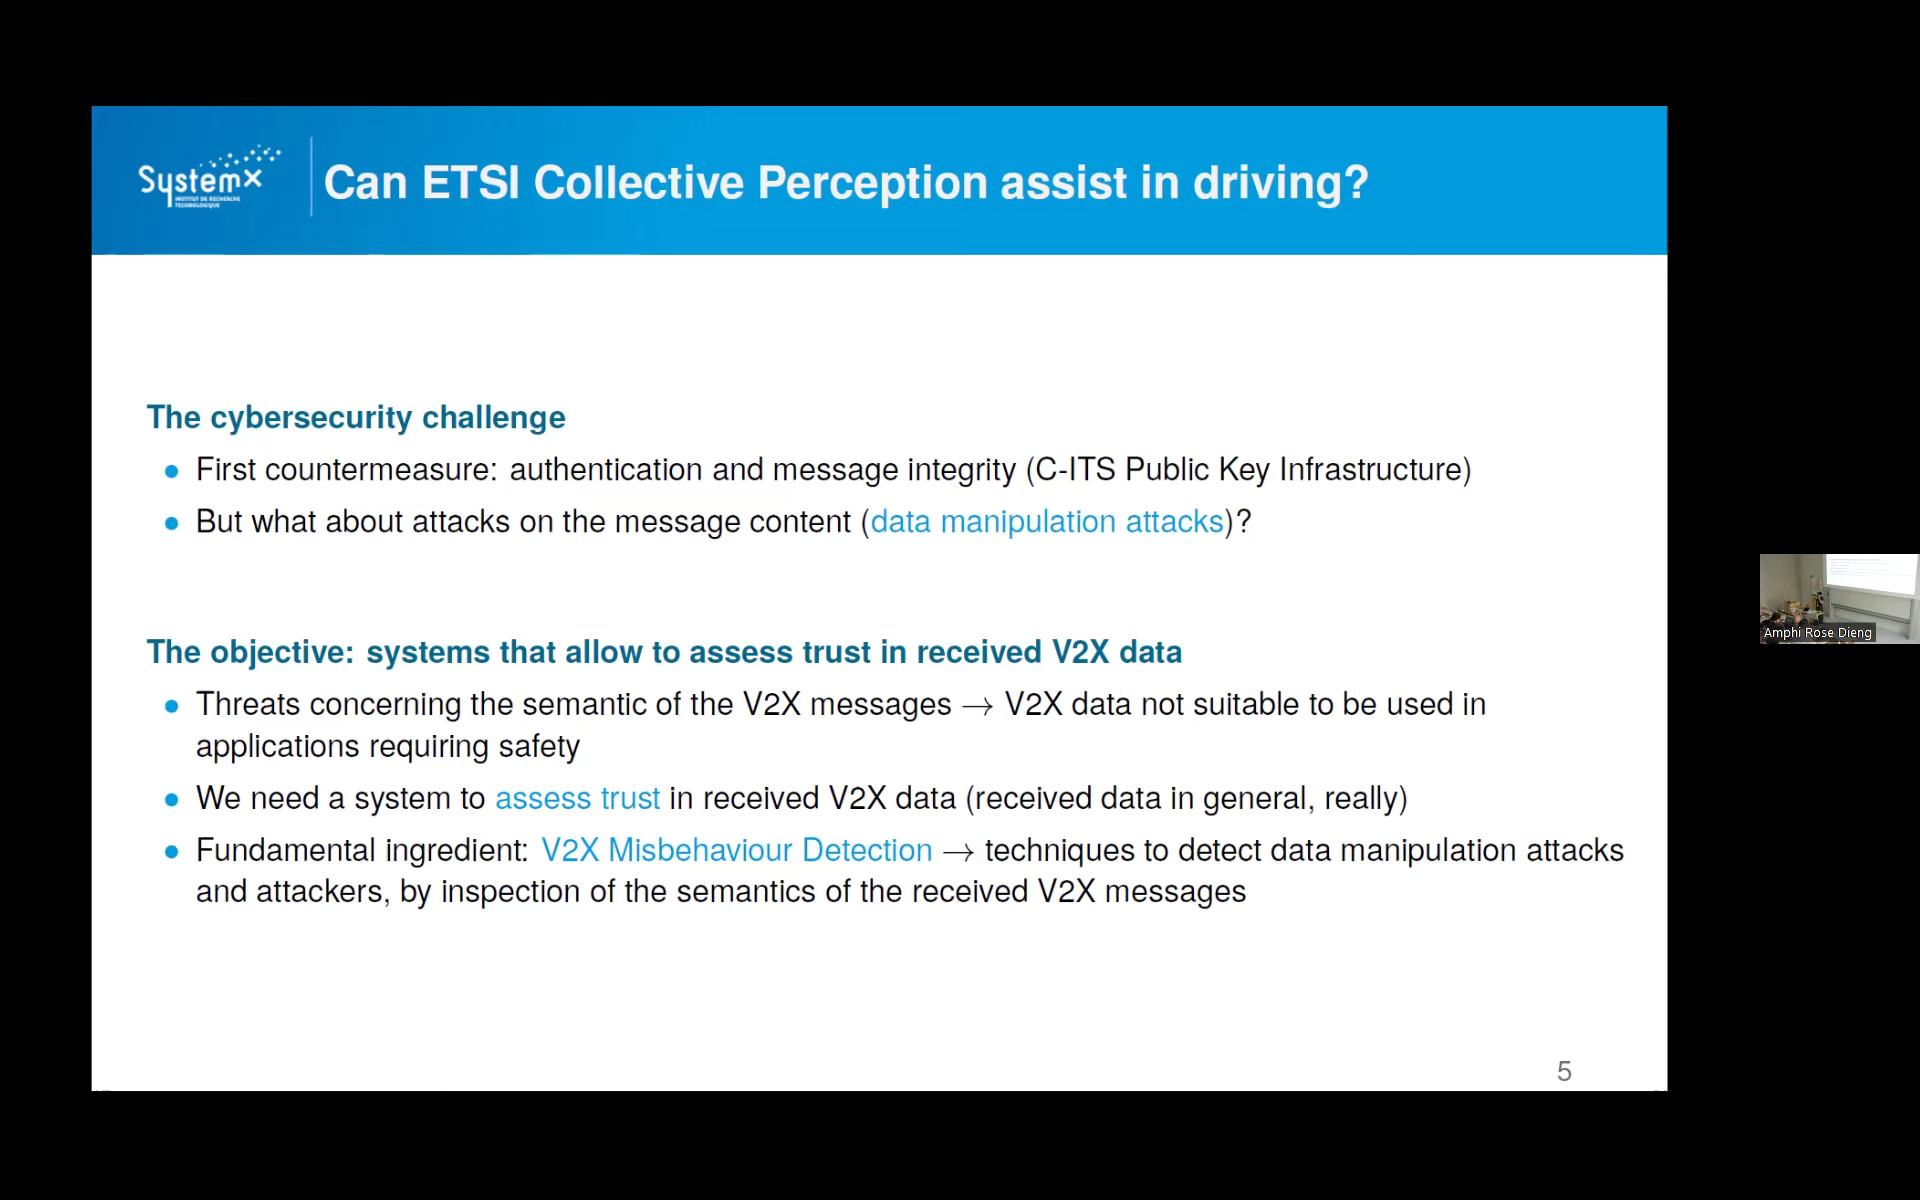 SystemX
INSTITUT DE RECHERCHE
TECHNOLOGIQUE
Can ETSI Collective Perception assist in driving?
The cybersecurity challenge
• First countermeasure: authentication and message integrity (C-ITS Public Key Infrastructure)
• But what about attacks on the message content (data manipulation attacks)?
The objective: systems that allow to assess trust in received V2X data
• Threats concerning the semantic of the V2X messages → V2X data not suitable to be used in
applications requiring safety
• We need a system to assess trust in received V2X data (received data in general, really)
• Fundamental ingredient: V2X Misbehaviour Detection → techniques to detect data manipulation attacks
and attackers, by inspection of the semantics of the received V2X messages
5
Amphi Rose Dieng